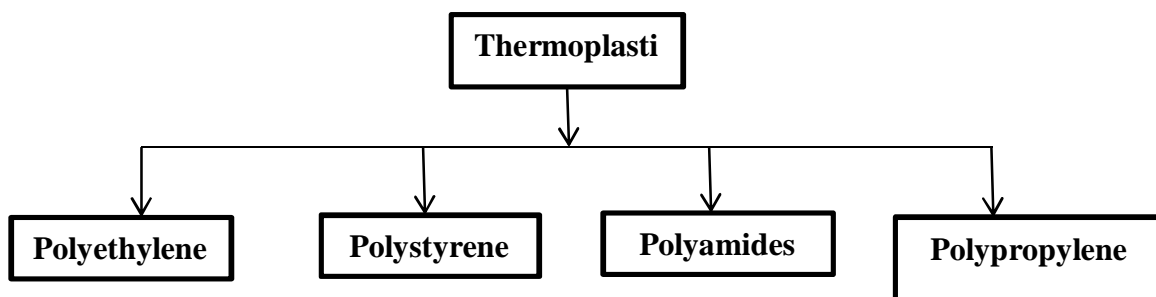 Thermoplasti
Polyethylene
Polystyrene
Polyamides
Polypropylene